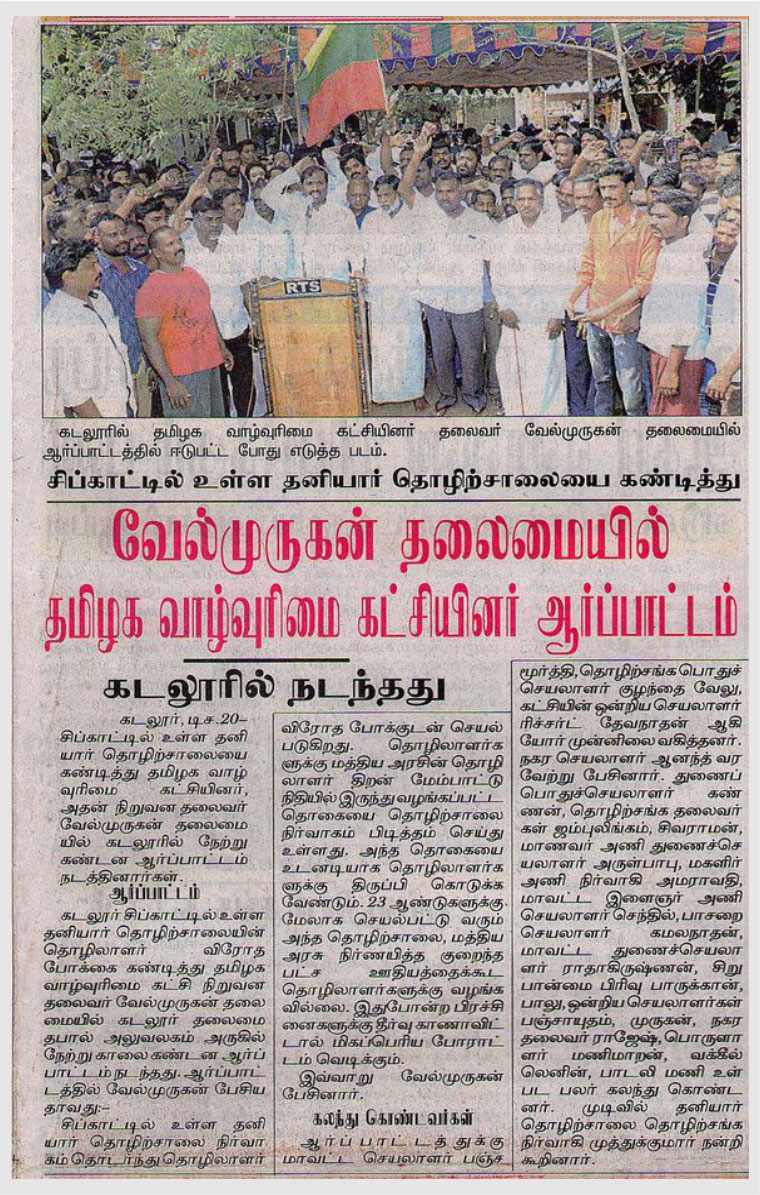 RTS
கடலூரில் தமிழக வாழ்வுரிமை கட்சியினர் தலைவர் வேல்முருகன் தலைமையில்
ஆர்ப்பாட்டத்தில் ஈடுபட்ட போது எடுத்த படம்.
சிப்காட்டில் உள்ள தனியார் தொழிற்சாலையை கண்டித்து
வேல்முருகன் தலைமையில்
தமிழக வாழ்வுரிமை கட்சியினர் ஆர்ப்பாட்டம்
கடலூரில் நடந்தது
கடலூர், டிச.20–
சிப்காட்டில் உள்ள தனி
யார் தொழிற்சாலையை
கண்டித்து தமிழக வாழ்
வுரிமை கட்சியினர்,
அதன் நிறுவன தலைவர்
வேல்முருகன் தலைமை
யில் கடலூரில் நேற்று
கண்டன ஆர்ப்பாட்டம்
நடத்தினார்கள்.
ஆர்ப்பாட்டம்
கடலூர் சிப்காட்டில் உள்ள
தனியார் தொழிற்சாலையின்
தொழிலாளர் விரோத
போக்கை கண்டித்து தமிழக
வாழ்வுரிமை கட்சி நிறுவன
தலைவர் வேல்முருகன் தலை
மையில் கடலூர் தலைமை
தபால் அலுவலகம் அருகில்
நேற்று காலை கண்டன ஆர்ப்
பாட்டம் நடந்தது. ஆர்ப்பாட்
டத்தில் வேல்முருகன் பேசிய
தாவது:–
சிப்காட்டில் உள்ள தனி
யார் தொழிற்சாலை நிர்வா
கம் தொடர்ந்து தொழிலாளர்
விரோத போக்குடன் செயல்
படுகிறது. தொழிலாளர்க
ளுக்கு மத்திய அரசின் தொழி
லாளர் திறன் மேம்பாட்டு
நிதியில் இருந்து வழங்கப்பட்ட
தொகையை தொழிற்சாலை
நிர்வாகம் பிடித்தம் செய்து
உள்ளது. அந்த தொகையை
உடனடியாக தொழிலாளர்க
ளுக்கு திருப்பி கொடுக்க
வேண்டும். 23 ஆண்டுகளுக்கு
மேலாக செயல்பட்டு வரும்
அந்த தொழிற்சாலை, மத்திய
அரசு நிர்ணயித்த குறைந்த
பட்ச ஊதியத்தைக்கூட
தொழிலாளர்களுக்கு வழங்க
வில்லை. இதுபோன்ற பிரச்சி
னைகளுக்கு தீர்வு காணாவிட்
டால் மிகப்பெரிய போராட்
டம் வெடிக்கும்.
இவ்வாறு வேல்முருகன்
பேசினார்.
கலந்து கொண்டவர்கள்
ஆர்ப்பாட்டத்துக்கு
மாவட்ட செயலாளர் பஞ்ச
மூர்த்தி, தொழிற்சங்க பொதுச்
செயலாளர் குழந்தை வேலு,
கட்சியின் ஒன்றிய செயலாளர்
ரிச்சர்ட் தேவநாதன் ஆகி
யோர் முன்னிலை வகித்தனர்.
நகர செயலாளர் ஆனந்த் வர
வேற்று பேசினார். துணைப்
பொதுச்செயலாளர் கண்
ணன், தொழிற்சங்க தலைவர்
கள் ஜம்புலிங்கம், சிவராமன்,
மாணவர் அணி துணைச்செ
யலாளர் அருள்பாபு, மகளிர்
அணி நிர்வாகி அமராவதி,
மாவட்ட இளைஞர் அணி
செயலாளர் செந்தில், பாசறை
செயலாளர் கமலநாதன்,
மாவட்ட துணைச்செயலா
ளர் ராதாகிருஷ்ணன், சிறு
பான்மை பிரிவு பாருக்கான்,
பாலு, ஒன்றிய செயலாளர்கள்
பஞ்சாயுதம், முருகன், நகர
தலைவர் ராஜேஷ், பொருளா
ளர் மணிமாறன், வக்கீல்
லெனின், பாடலி மணி உள்
பட பலர் கலந்து கொண்ட
னர். முடிவில் தனியார்
தொழிற்சாலை தொழிற்சங்க
நிர்வாகி முத்துக்குமார் நன்றி
கூறினார்.